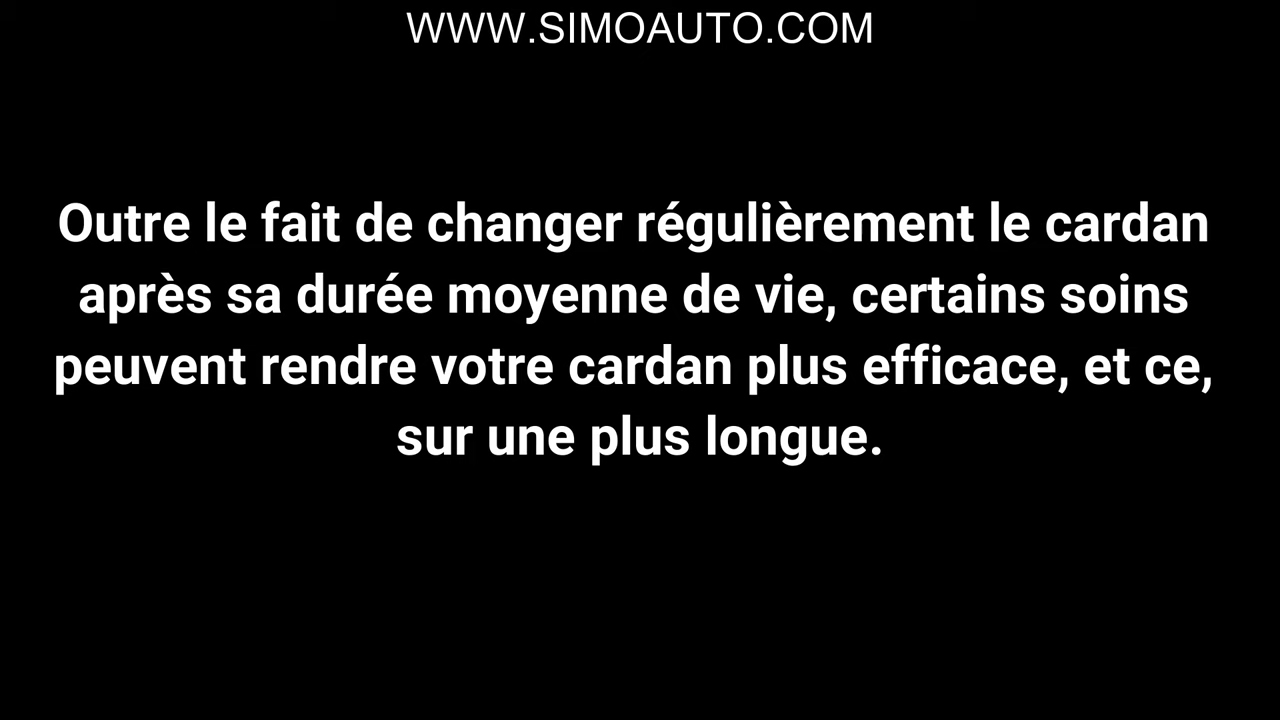 WWW.SIMOAUTO.COM
Outre le fait de changer régulièrement le cardan
après sa durée moyenne de vie, certains soins
peuvent rendre votre cardan plus efficace, et ce,
sur une plus longue.